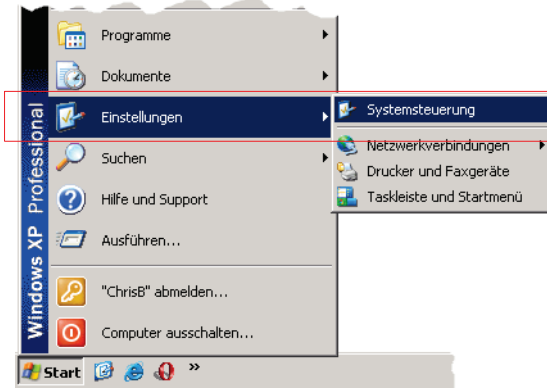 Programme
Dokumente
Einstellungen
Suchen
Hilfe und Support
Ausführen...
"ChrisB" abmelden...
Computer ausschalten...
Systemsteuerung
Netzwerkverbindungen
Drucker und Faxgeräte
Taskleiste und Startmenü
Windows XP Professional
Start
»